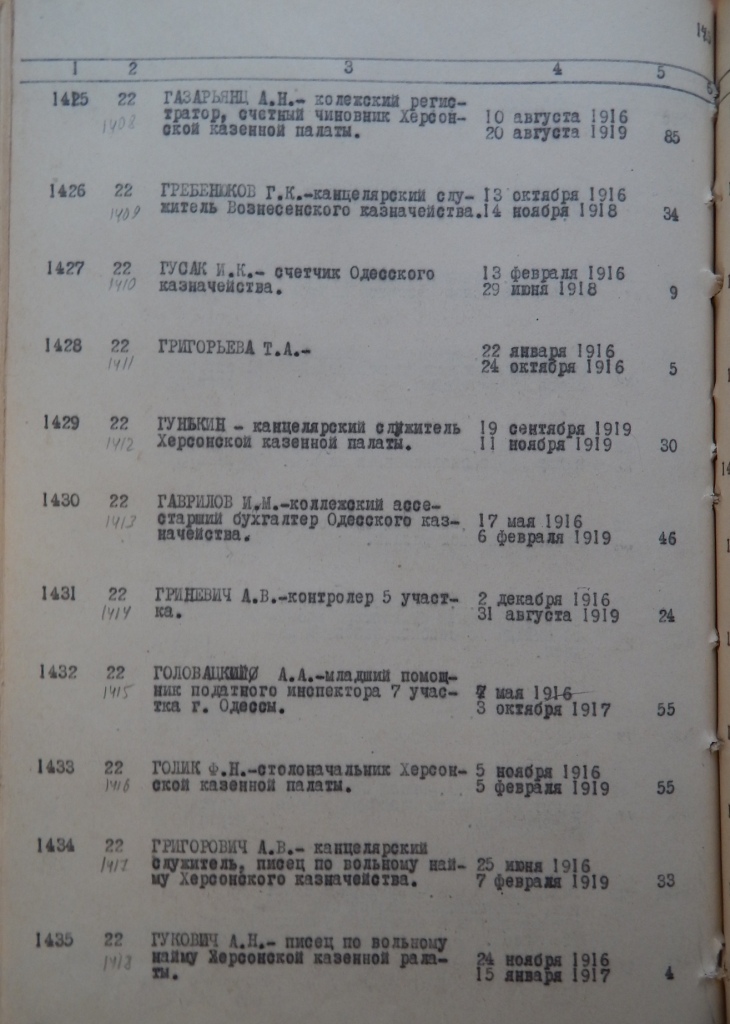 1 2 3 4 5
1425 22 ГАЗАРЬЯНЦ А.Н.- колежский регис-
1408 тратор, счетный чиновник Херсон- 10 августа 1916
ской казенной палаты. 20 августа 1919 85
1426 22 ГРЕБЕНЮКОВ Г.К.-канцелярский слу- 13 октября 1916
1409 житель Вознесенского казначейства. 14 ноября 1918 34
1427 22 ГУСАК И.К.- счетчик Одесского 13 февраля 1916
1410 казначейства. 29 июня 1918 9
1428 22 ГРИГОРЬЕВА Т.А.- 22 января 1916
1411 24 октября 1916 5
1429 22 ГУНЬКИН - канцелярский служитель 19 сентября 1919
1412 Херсонской казенной палаты. 11 ноября 1919 30
1430 22 ГАВРИЛОВ И.М.-коллежский ассе-
1413 старший бухгалтер Одесского каз- 17 мая 1916
начейства. 6 февраля 1919 46
1431 22 ГРИНЕВИЧ А.В.-контролер 5 участ- 2 декабря 1916
1414 ка. 31 августа 1919 24
1432 22 ГОЛОВАЦКИЙ А.А.-младший помощ-
1415 ник податного инспектора 7 учас- 7 мая 1916
тка г. Одессы. 3 октября 1917 55
1433 22 ГОЛИК Ф.Н.-столоначальник Херсон- 5 ноября 1916
1416 ской казенной палаты. 5 февраля 1919 55
1434 22 ГРИГОРОВИЧ А.В.- канцелярский
1417 служитель, писец по вольному най- 25 июня 1916
му Херсонского казначейства. 7 февраля 1919 33
1435 22 ГУКОВИЧ А.Н.- писец по вольному
1418 найму Херсонской казенной рала- 24 ноября 1916
ты. 15 января 1917 4